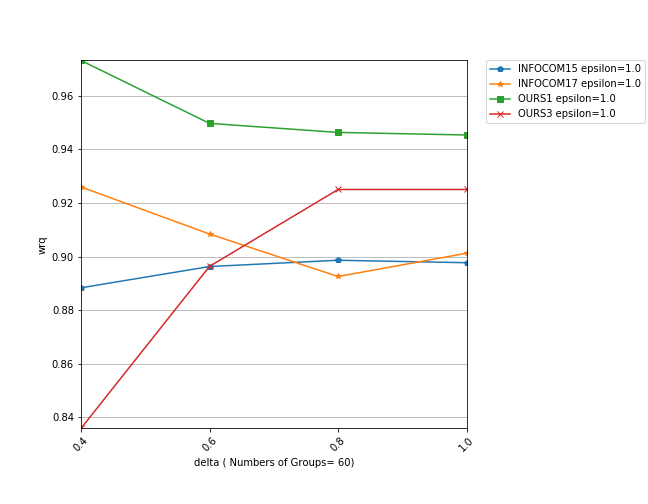 INFOCOM15 epsilon=1.0
INFOCOM17 epsilon=1.0
OURS1 epsilon=1.0
OURS3 epsilon=1.0
0.96
0.94
0.92
0.90
0.88
0.86
0.84
wrq
0.4
0.6
0.8
1.0
delta ( Numbers of Groups= 60)